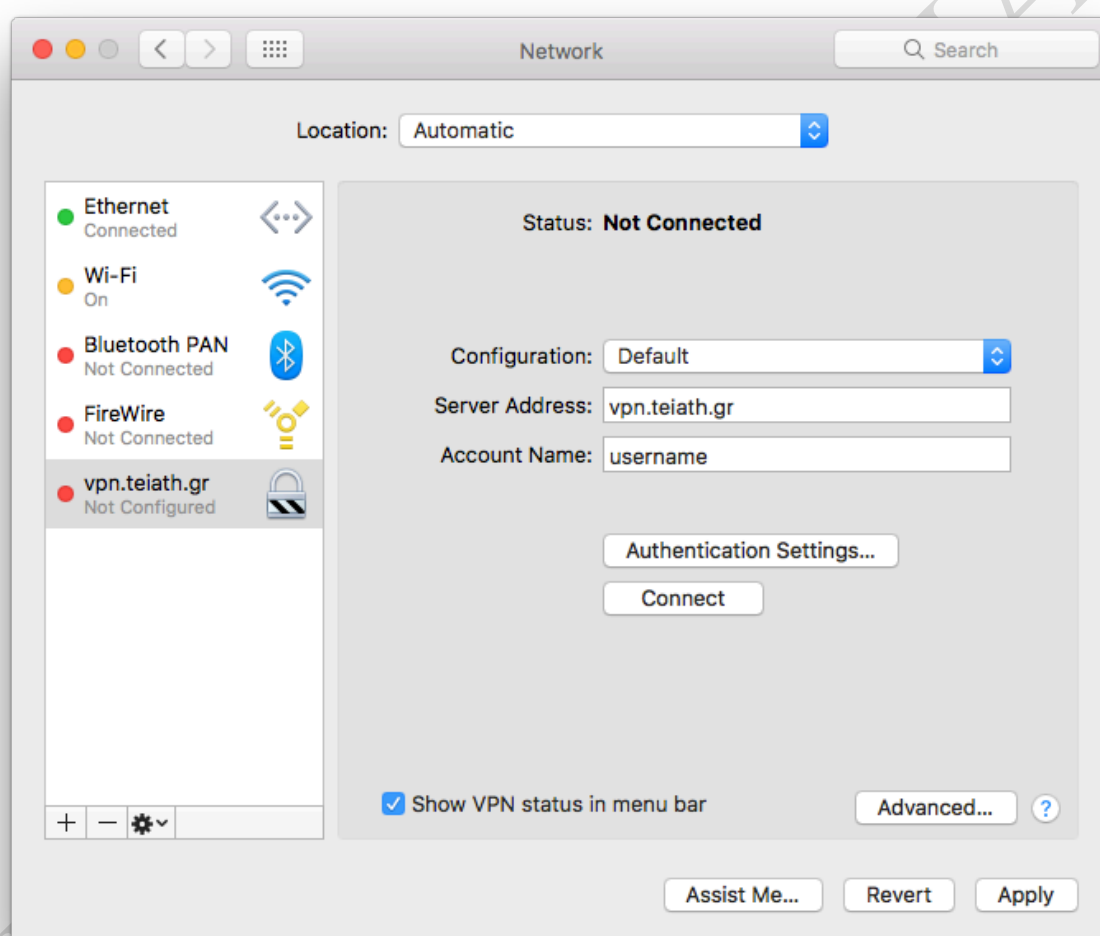 Network
Search
Location: Automatic
Ethernet
Connected
Wi-Fi
On
Bluetooth PAN
Not Connected
FireWire
Not Connected
vpn.teiath.gr
Not Configured
Status: Not Connected
Configuration: Default
Server Address: vpn.teiath.gr
Account Name: username
Authentication Settings...
Connect
Show VPN status in menu bar
Advanced... ?
Assist Me... Revert Apply